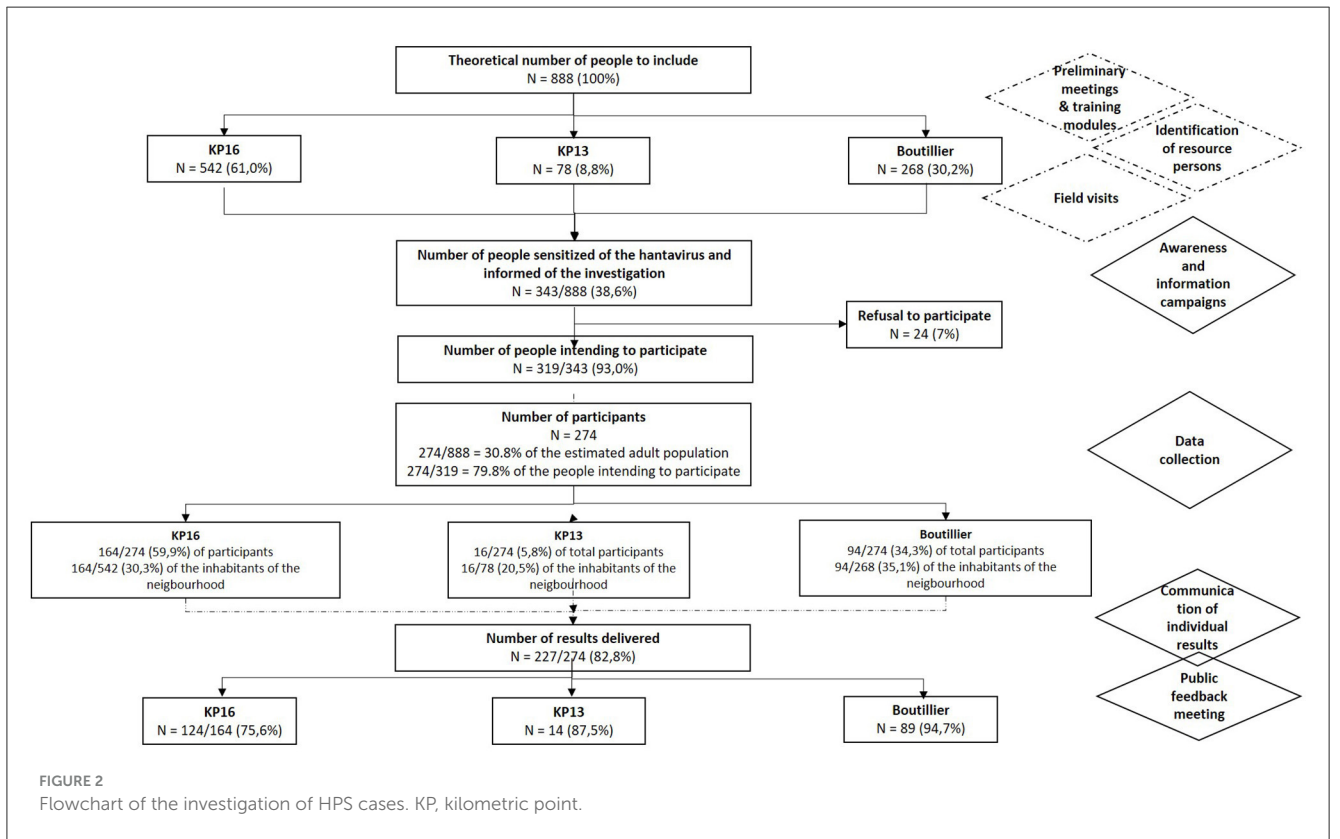 Theoretical number of people to include
N = 888 (100%)
Preliminary
meetings
& training
modules
Identification
of resource
persons
Field visits
KP16
N = 542 (61,0%)
KP13
N = 78 (8,8%)
Boutillier
N = 268 (30,2%)
Number of people sensitized of the hantavirus and
informed of the investigation
N = 343/888 (38,6%)
Awareness
and
information
campaigns
Refusal to participate
N = 24 (7%)
Number of people intending to participate
N = 319/343 (93,0%)
Number of participants
N = 274
274/888 = 30.8% of the estimated adult population
274/319 = 79.8% of the people intending to participate
Data
collection
KP16
164/274 (59,9%) of participants
164/542 (30,3%) of the inhabitants of the
neigbourhood
KP13
16/274 (5,8%) of total participants
16/78 (20,5%) of the inhabitants of the
neigbourhood
Boutillier
94/274 (34,3%) of total participants
94/268 (35,1%) of the inhabitants of the
neigbourhood
Communica
tion of
individual
results
Number of results delivered
N = 227/274 (82,8%)
Public
feedback
meeting
KP16
N = 124/164 (75,6%)
KP13
N = 14 (87,5%)
Boutillier
N = 89 (94,7%)
FIGURE 2
Flowchart of the investigation of HPS cases. KP, kilometric point.